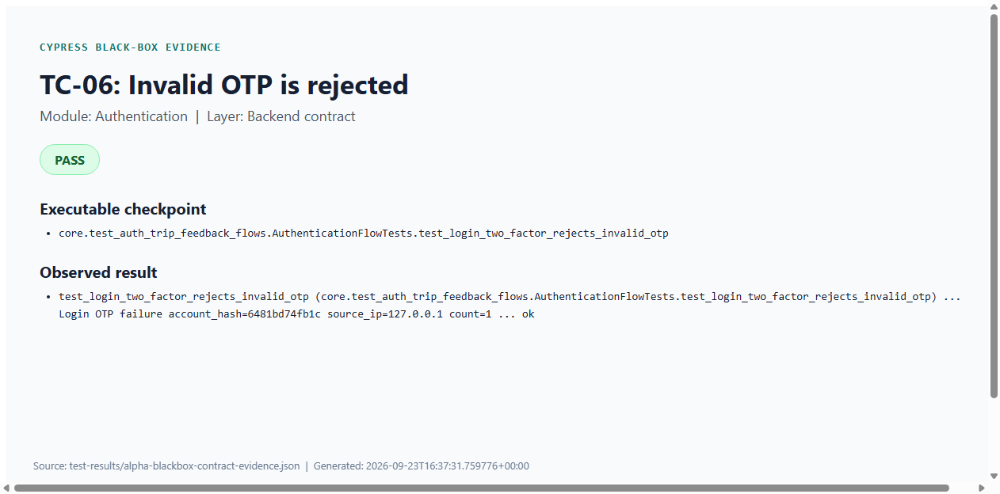 CYPRESS BLACK-BOX EVIDENCE
TC-06: Invalid OTP is rejected
Module: Authentication | Layer: Backend contract
PASS
Executable checkpoint
• core.test_auth_trip_feedback_flows.AuthenticationFlowTests.test_login_two_factor_rejects_invalid_otp
Observed result
• test_login_two_factor_rejects_invalid_otp (core.test_auth_trip_feedback_flows.AuthenticationFlowTests.test_login_two_factor_rejects_invalid_otp) ...
Login OTP failure account_hash=6481bd74fb1c source_ip=127.0.0.1 count=1 ... ok
Source: test-results/alpha-blackbox-contract-evidence.json | Generated: 2026-09-23T16:37:31.759776+00:00